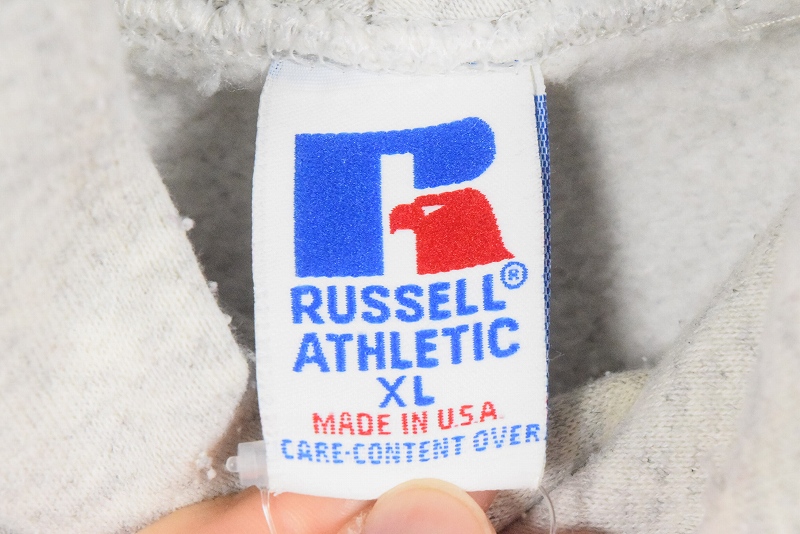 RUSSELL®
ATHLETIC
XL
MADE IN U.S.A.
CARE-CONTENT OVER.